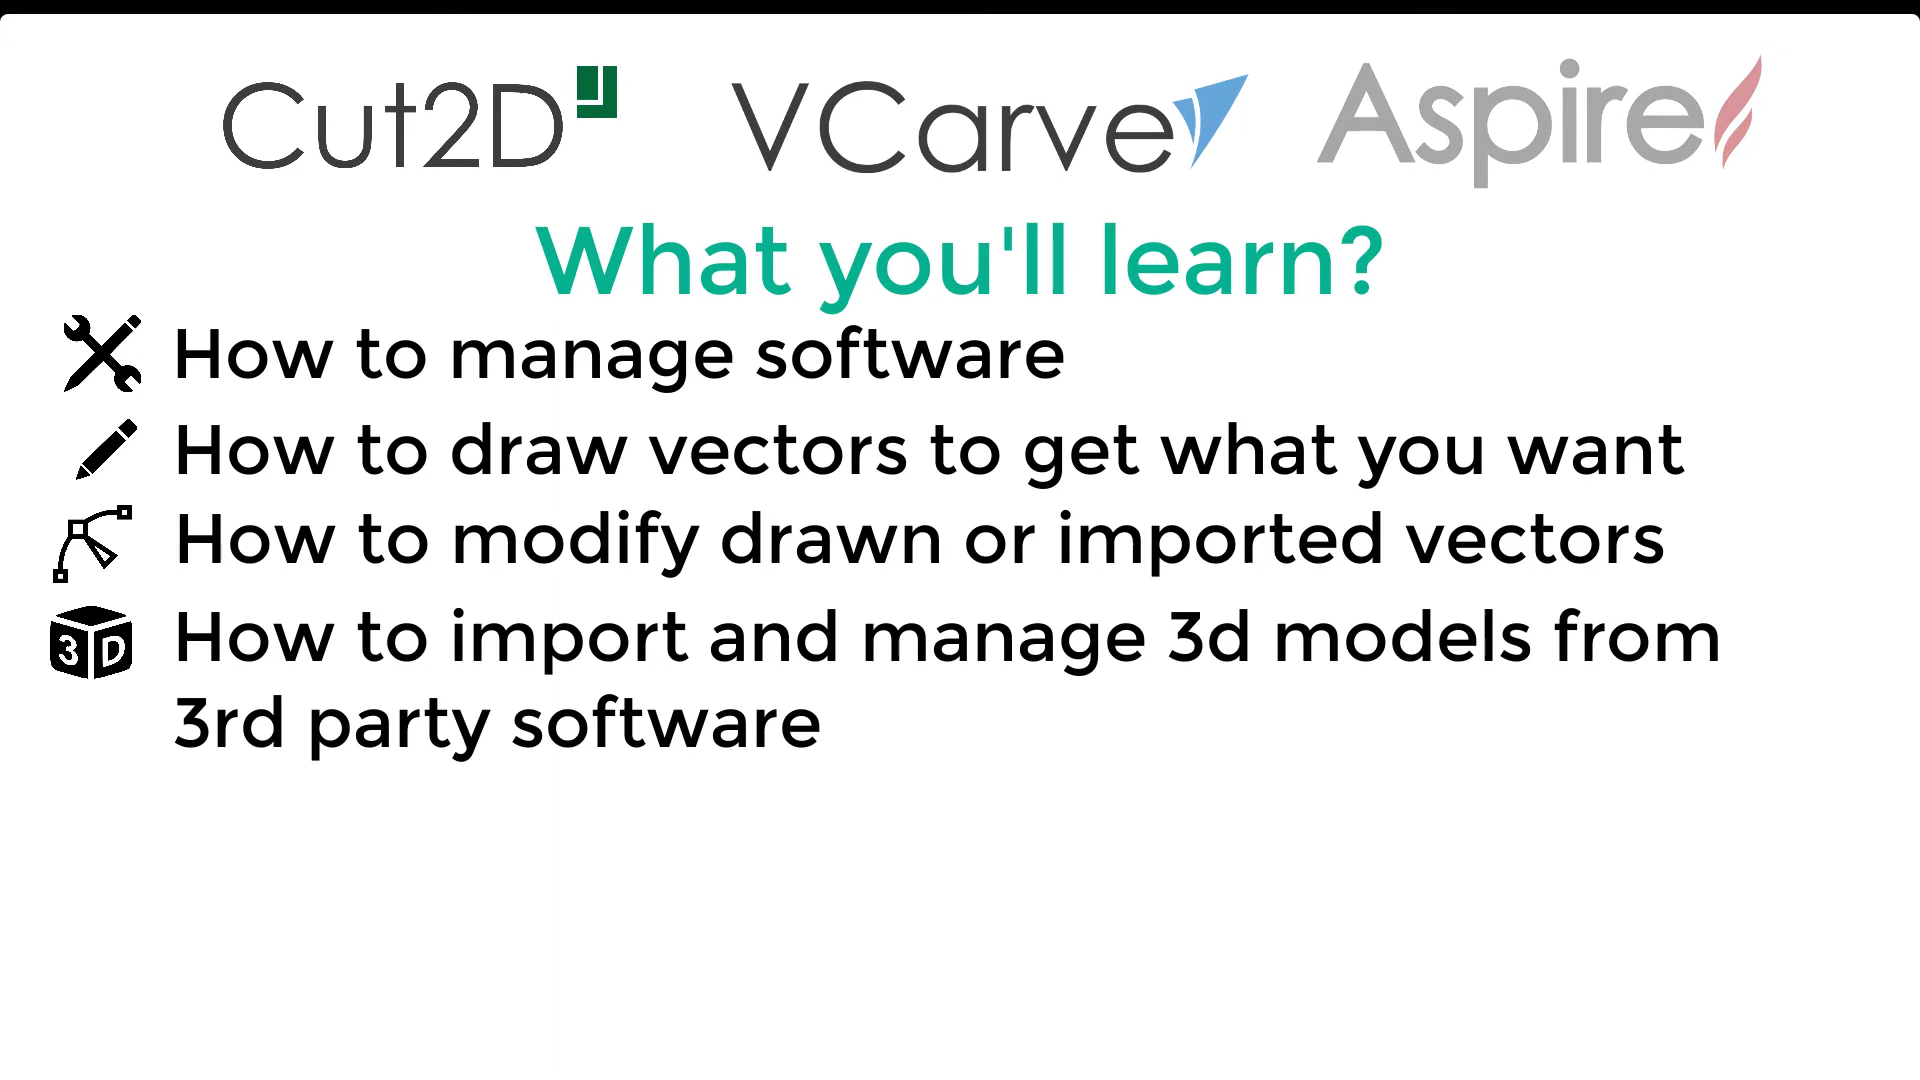 Cut2D VCarve Aspire
What you'll learn?
How to manage software
How to draw vectors to get what you want
How to modify drawn or imported vectors
3D How to import and manage 3d models from
3rd party software